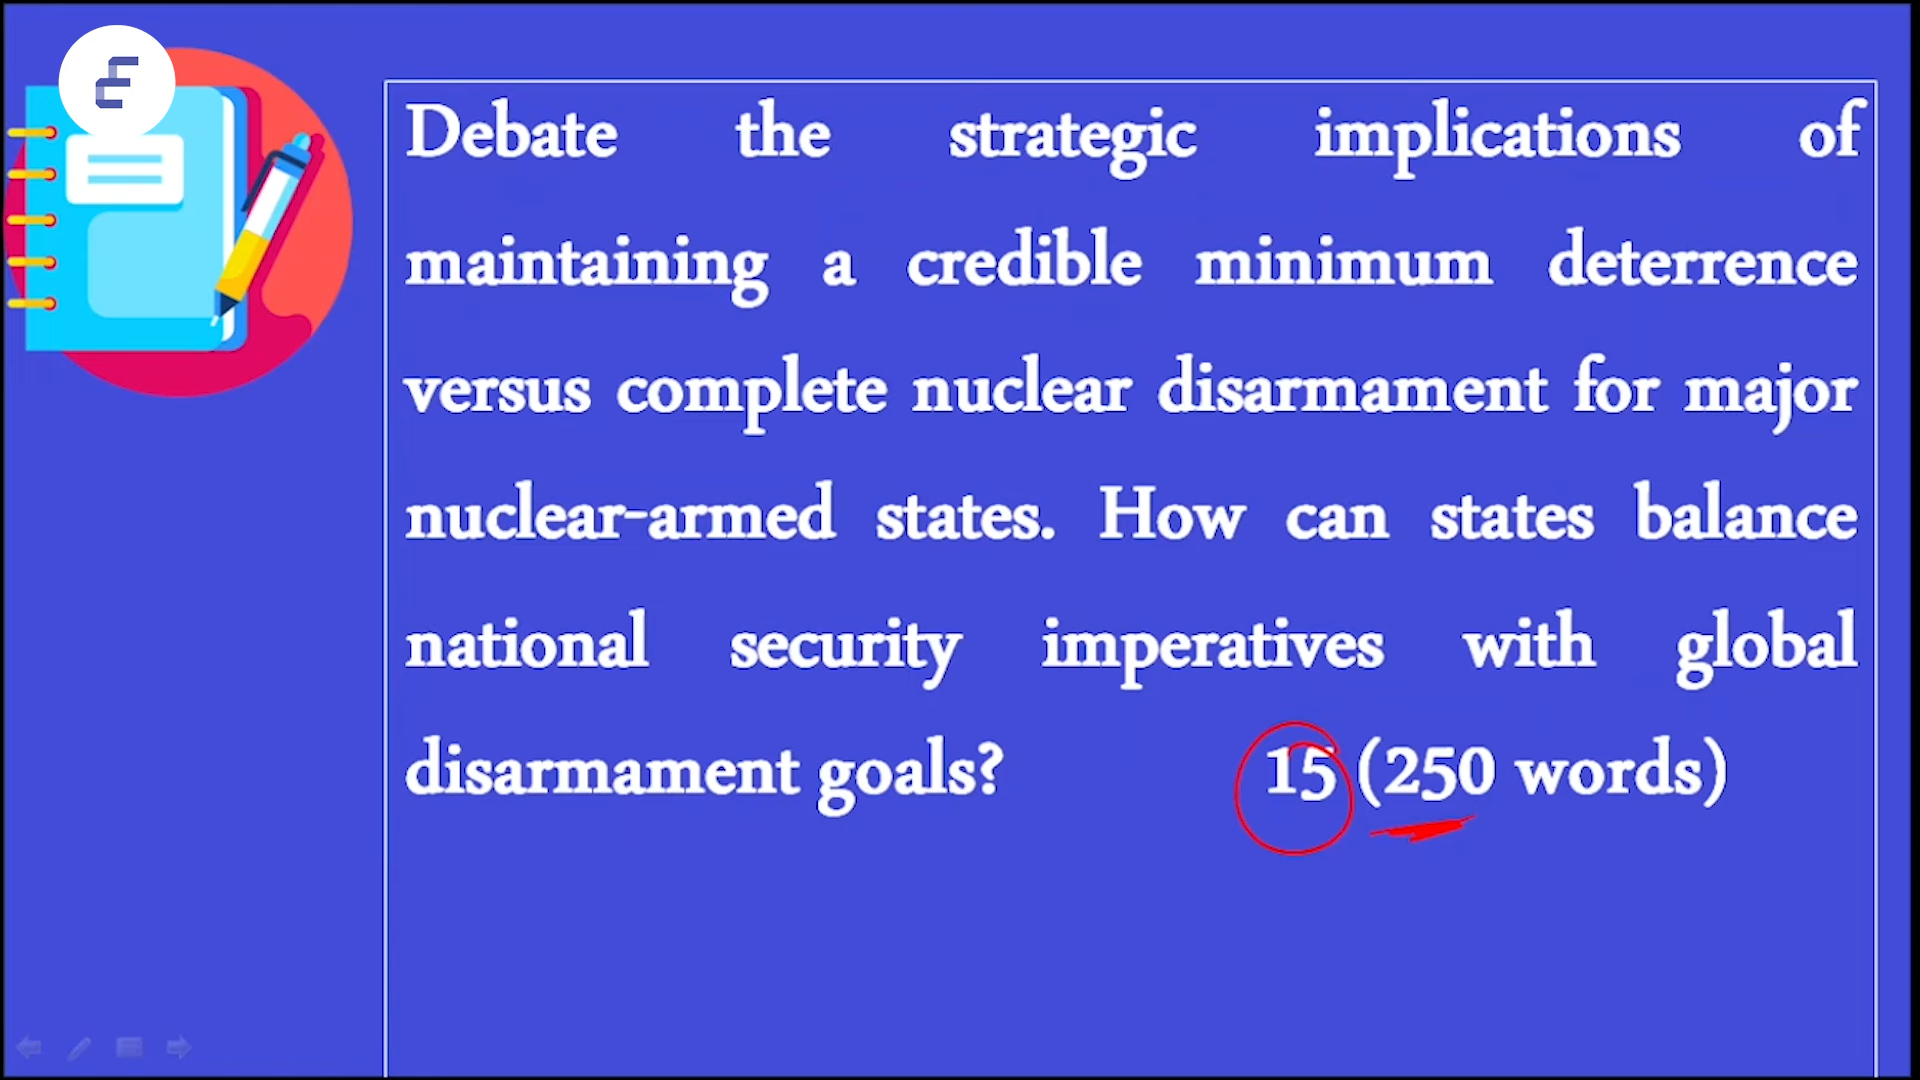 Debate the strategic implications of
maintaining a credible minimum deterrence
versus complete nuclear disarmament for major
nuclear-armed states. How can states balance
national security imperatives with global
disarmament goals? 15 (250 words)